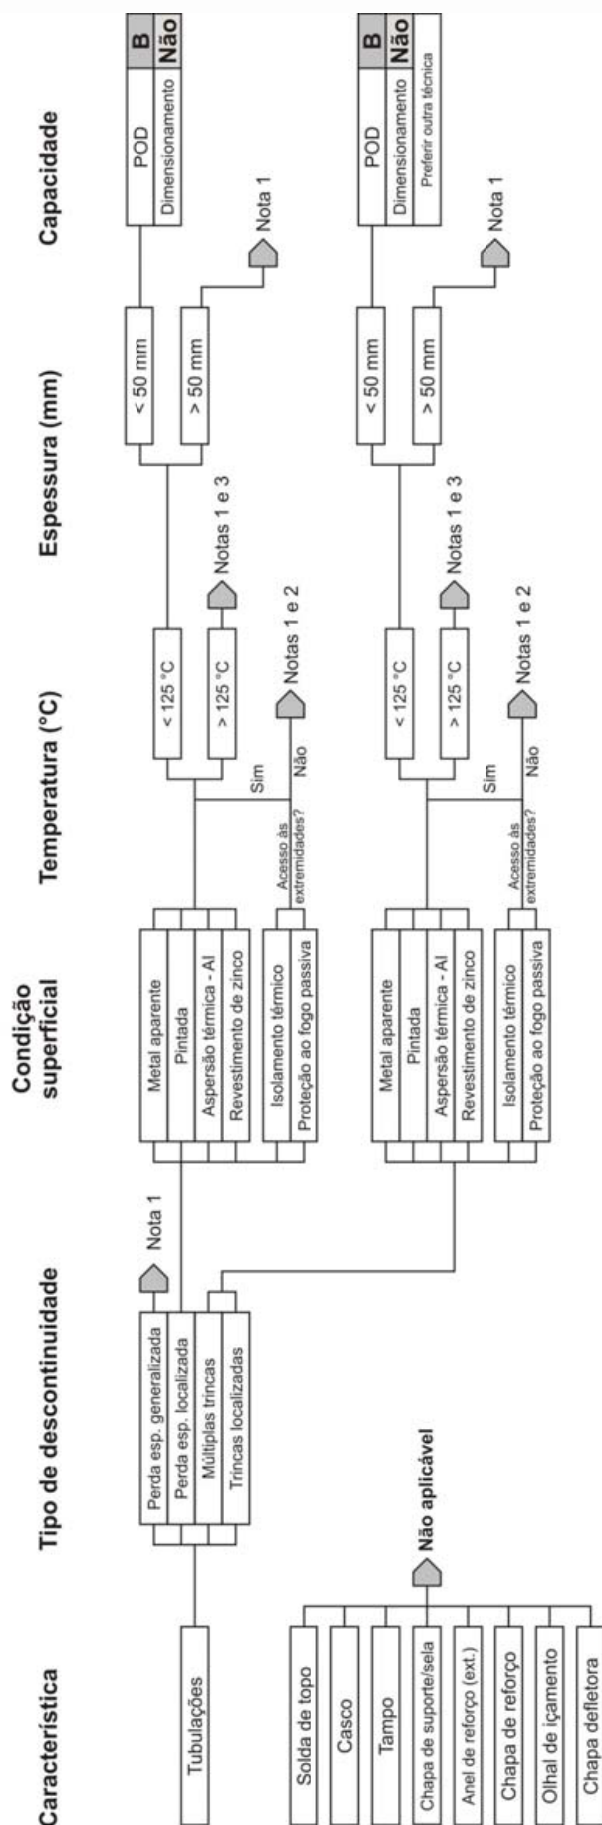 Característica
Tipo de descontinuidade
Condição
superficial
Temperatura (°C)
Espessura (mm)
Capacidade
Tubulações
Perda esp. generalizada
Perda esp. localizada
Múltiplas trincas
Trincas localizadas
Nota 1
Metal aparente
Pintada
Aspersão térmica - Al
Revestimento de zinco
Isolamento térmico
Proteção ao fogo passiva
Acesso às
extremidades?
Sim
Não
< 125 °C
> 125 °C
Notas 1 e 3
Notas 1 e 2
< 50 mm
> 50 mm
Nota 1
POD
B
Dimensionamento
Não
Solda de topo
Casco
Tampo
Chapa de suporte/sela
Anel de reforço (ext.)
Chapa de reforço
Olhal de içamento
Chapa defletora
Não aplicável
Metal aparente
Pintada
Aspersão térmica - Al
Revestimento de zinco
Isolamento térmico
Proteção ao fogo passiva
Acesso às
extremidades?
Sim
Não
< 125 °C
> 125 °C
Notas 1 e 3
Notas 1 e 2
< 50 mm
> 50 mm
Nota 1
POD
B
Dimensionamento
Não
Preferir outra técnica